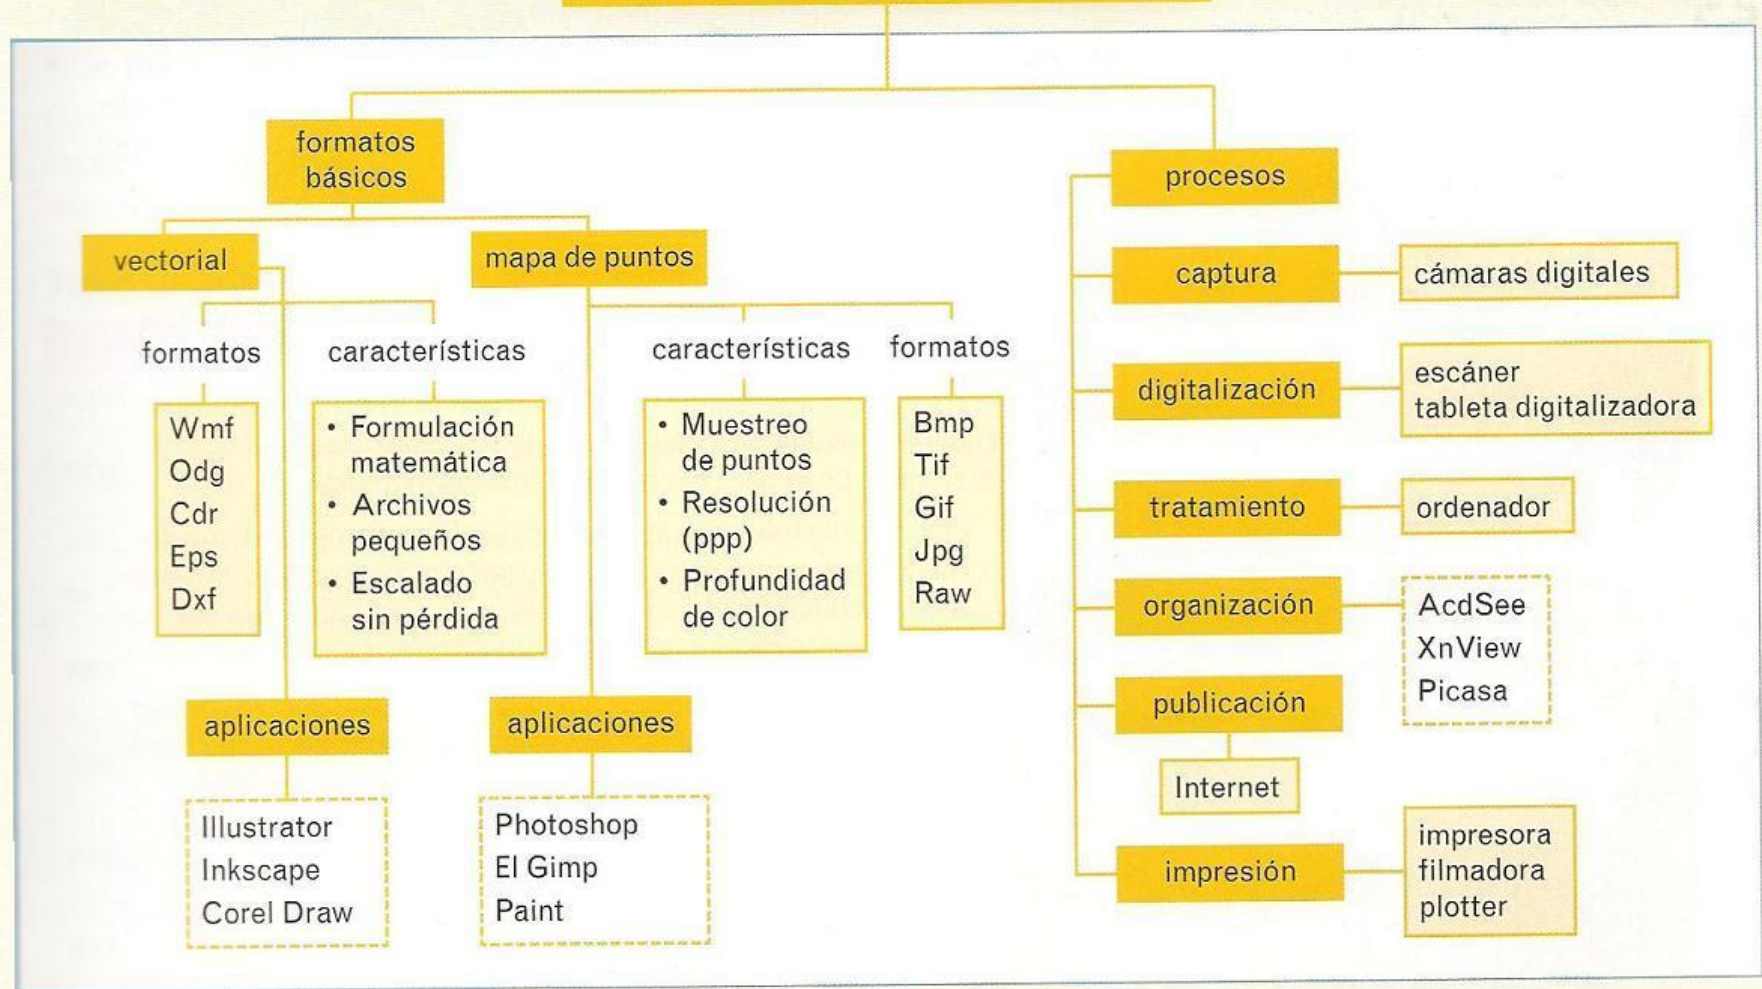 formatos
básicos
vectorial
mapa de puntos
formatos
características
Wmf
Odg
Cdr
Eps
Dxf
• Formulación
matemática
• Archivos
pequeños
• Escalado
sin pérdida
características
formatos
• Muestreo
de puntos
• Resolución
(ppp)
• Profundidad
de color
Bmp
Tif
Gif
Jpg
Raw
aplicaciones
Illustrator
Inkscape
Corel Draw
aplicaciones
Photoshop
El Gimp
Paint
procesos
captura
cámaras digitales
digitalización
escáner
tableta digitalizadora
tratamiento
ordenador
organización
AcdSee
XnView
Picasa
publicación
Internet
impresión
impresora
filmadora
plotter